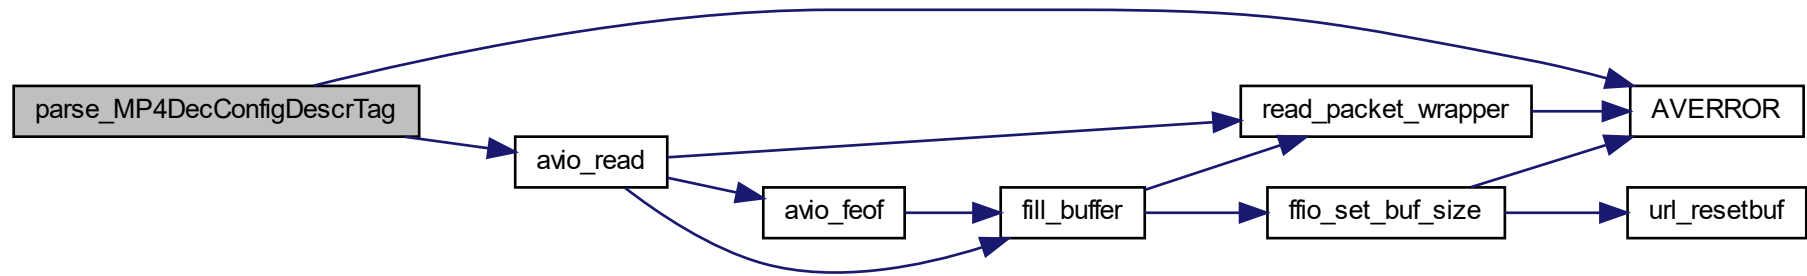 parse_MP4DecConfigDescrTag
avio_read
avio_feof
fill_buffer
read_packet_wrapper
ffio_set_buf_size
AVERROR
url_resetbuf